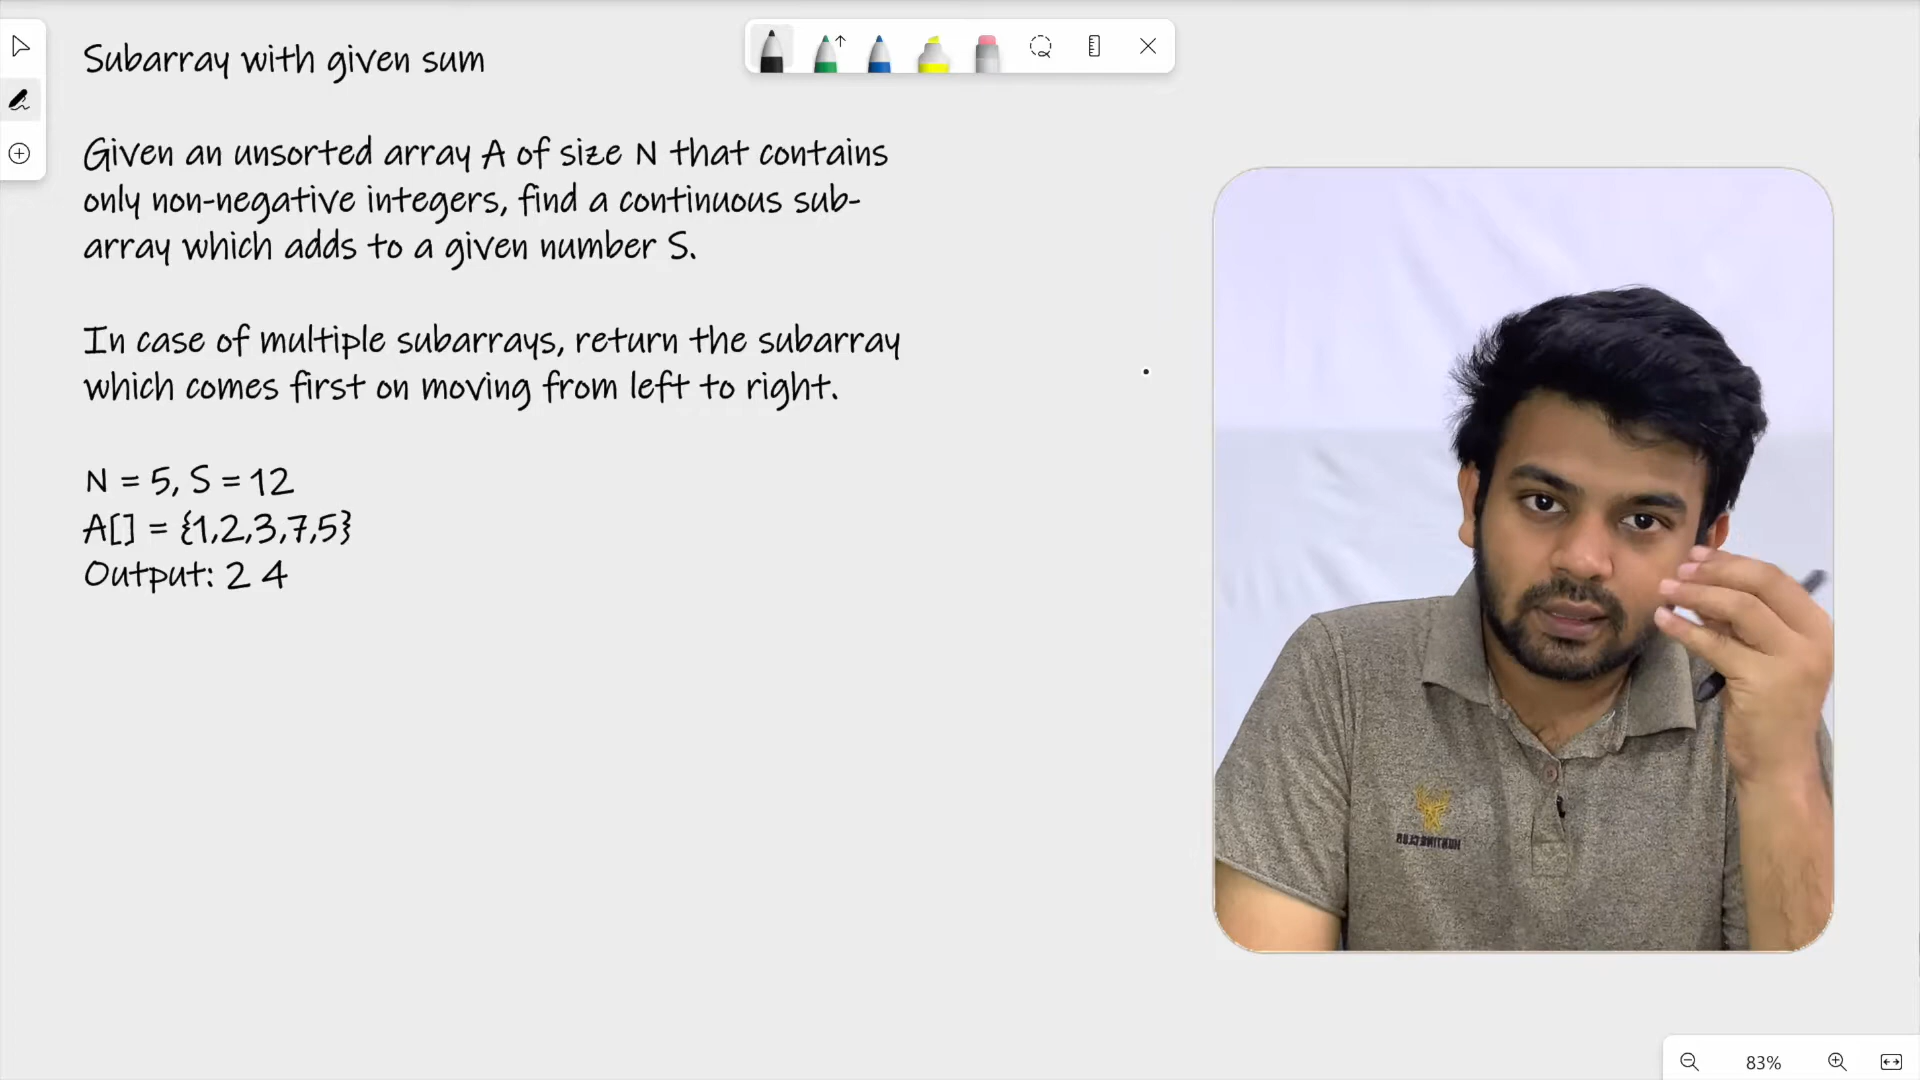 Subarray with given sum
Given an unsorted array A of size N that contains
only non-negative integers, find a continuous sub-
array which adds to a given number S.
In case of multiple subarrays, return the subarray
which comes first on moving from left to right.
N = 5, S = 12
A[] = {1,2,3,7,5}
Output: 2 4
HUNTING CLUB
83%